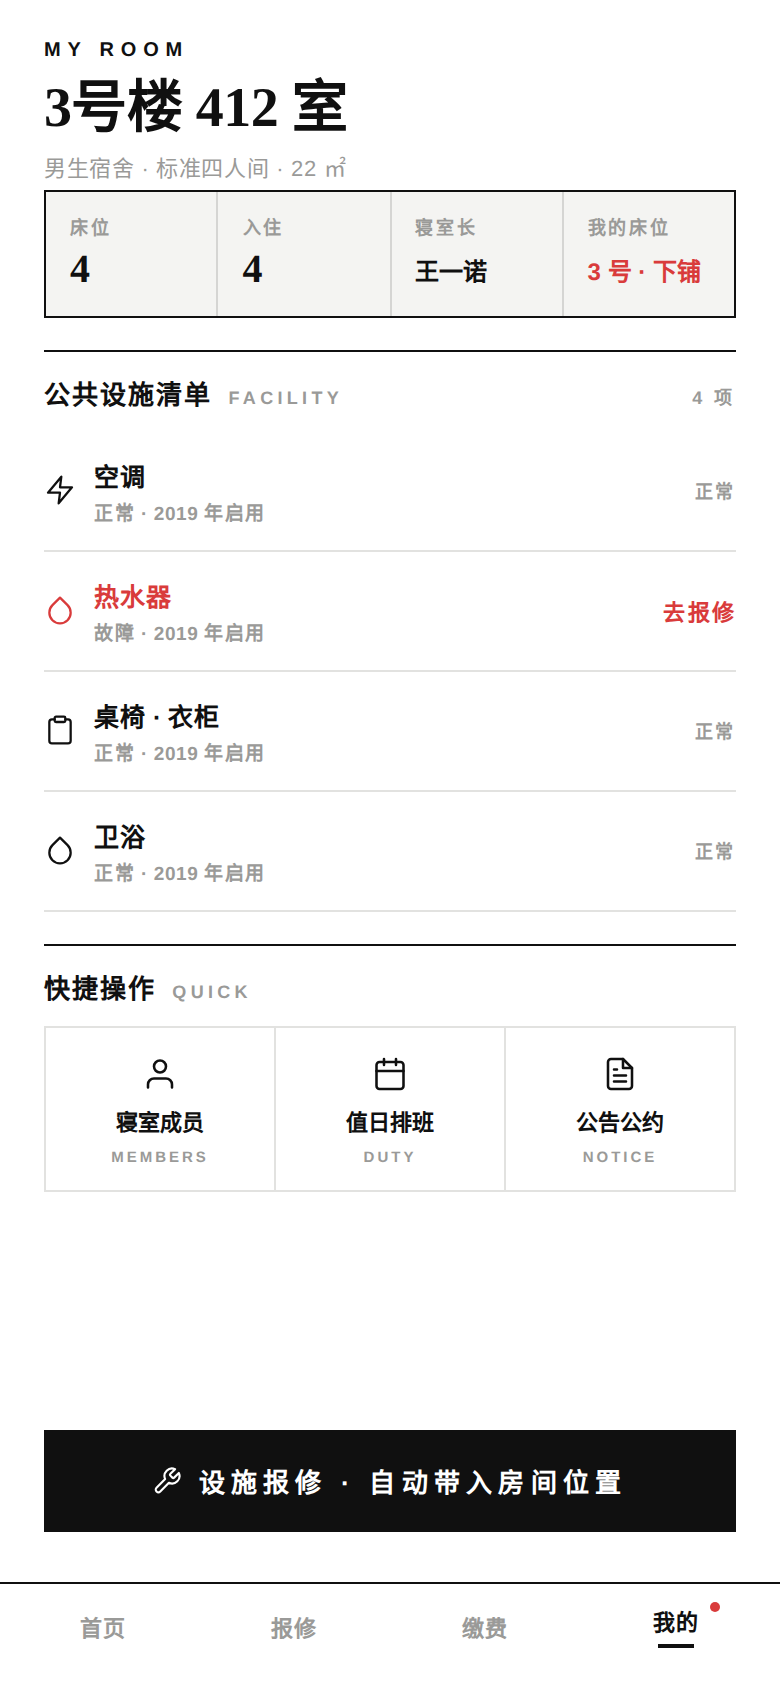 MY ROOM
3号楼 412 室
男生宿舍 · 标准四人间 · 22 ㎡
床位 入住 寝室长 我的床位
4 4 王一诺 3 号 · 下铺
公共设施清单 FACILITY 4 项
空调
正常 · 2019 年启用 正常
热水器
故障 · 2019 年启用 去报修
桌椅 · 衣柜
正常 · 2019 年启用 正常
卫浴
正常 · 2019 年启用 正常
快捷操作 QUICK
寝室成员 值日排班 公告公约
MEMBERS DUTY NOTICE
设施报修 · 自动带入房间位置
首页 报修 缴费 我的